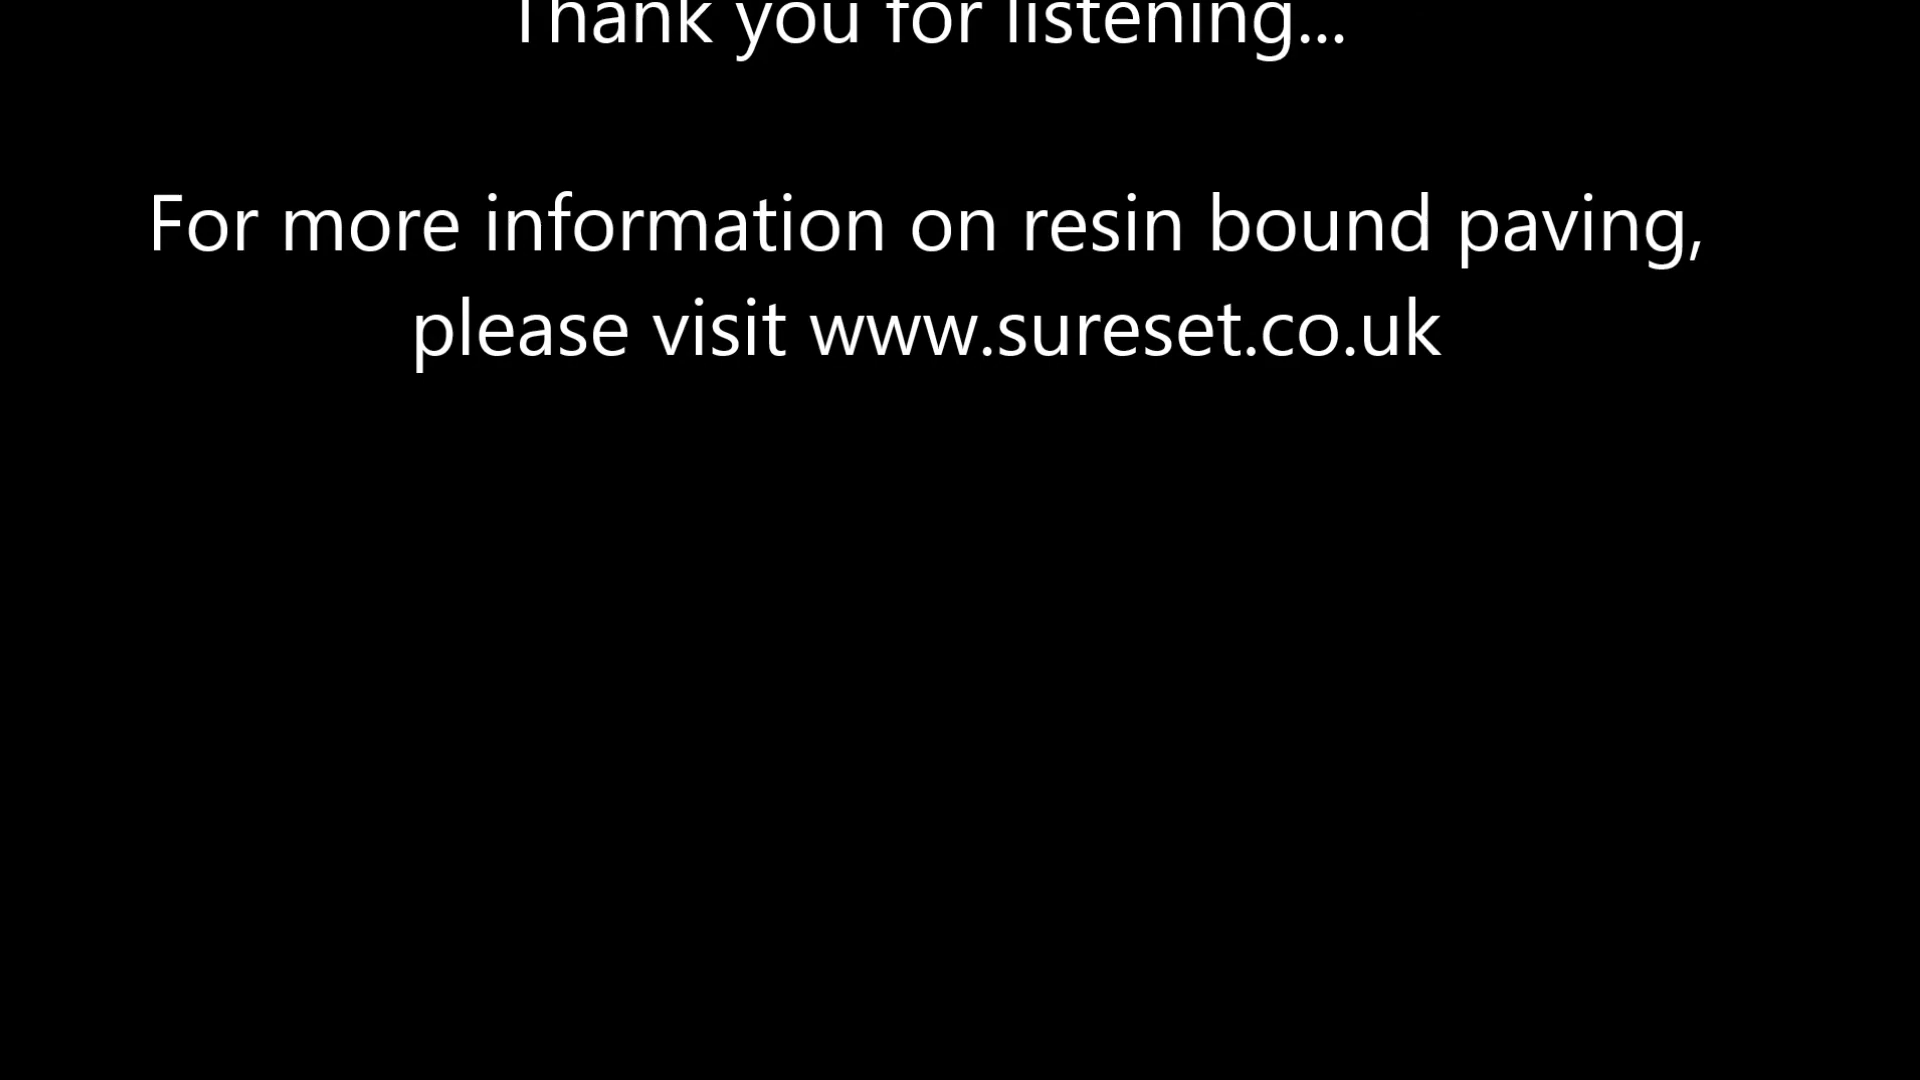 Thank you for listening...
For more information on resin bound paving,
please visit www.sureset.co.uk